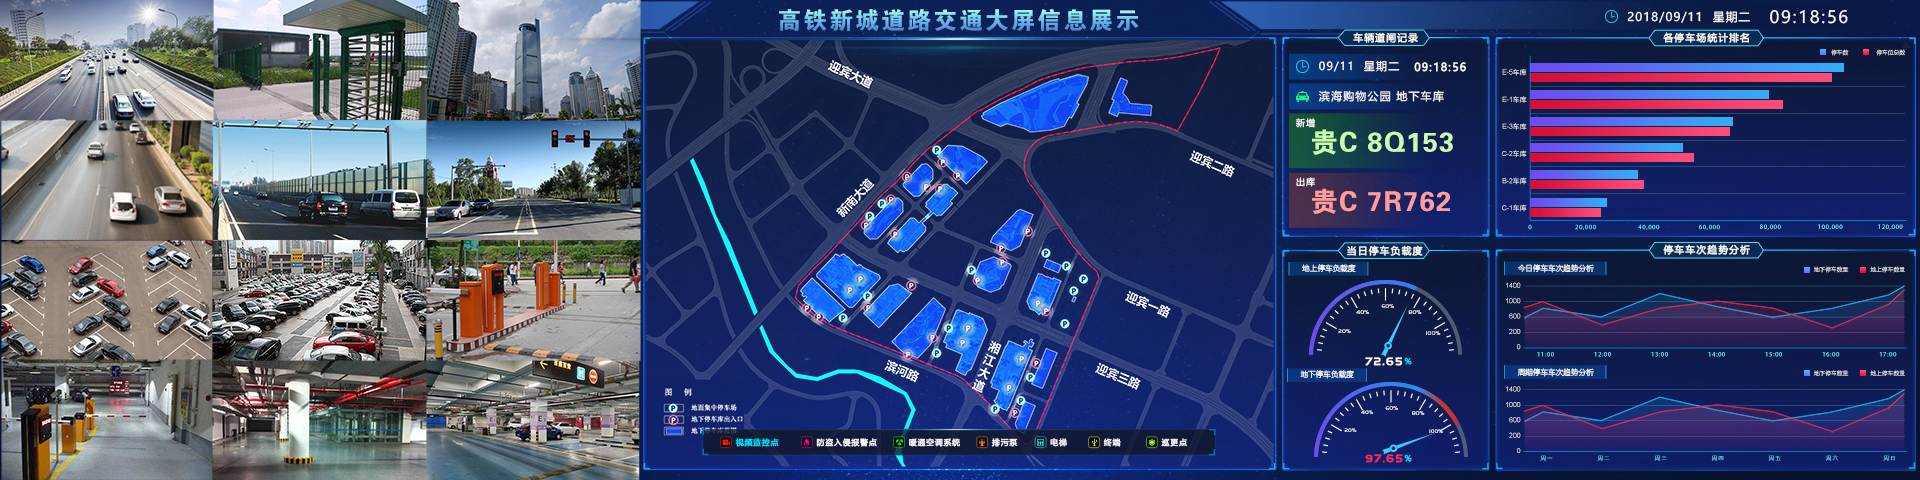 高铁新城道路交通大屏信息展示
2018/09/11 星期二 09:18:56
迎宾大道
迎宾二路
新南大道
迎宾一路
湘江大道
滨河路
迎宾三路
图 例
地面集中停车场
地下停车库出入口
视频监控点
防盗入侵报警点
暖通空调系统
排污泵
电梯
终端
巡更点
车辆道闸记录
09/11 星期二 09:18:56
滨海购物公园 地下车库
新增
贵C 8Q153
出库
贵C 7R762
各停车场统计排名
停车数
停车位总数
E-5车库
E-1车库
E-3车库
C-2车库
B-2车库
C-1车库
0 20,000 40,000 60,000 80,000 100,000 120,000
当日停车负载度
地上停车负载度
20% 40% 60% 80% 100%
72.65%
地下停车负载度
20% 40% 60% 80% 100%
97.65%
停车车次趋势分析
今日停车车次趋势分析
地下停车数量
地上停车数量
1400
1000
600
200
0
11:00 12:00 13:00 14:00 15:00 16:00 17:00
周期停车车次趋势分析
地下停车数量
地上停车数量
1400
1000
600
200
0
周一 周二 周三 周四 周五 周六 周日